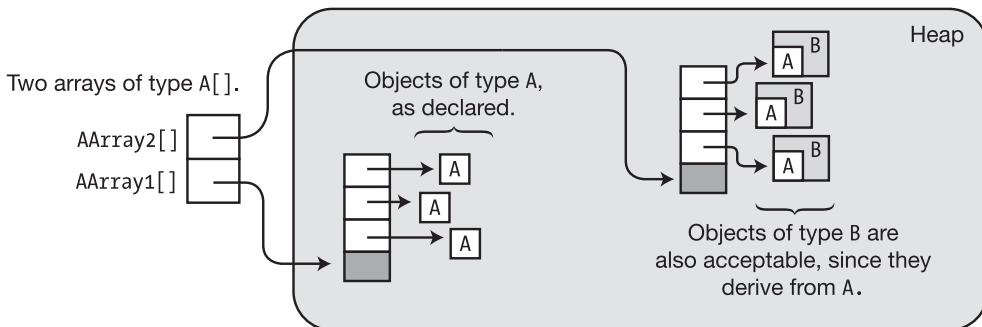 Heap
Two arrays of type A[].
AArray2[]
AArray1[]
Objects of type A,
as declared.
A
A
A
B
A
B
A
B
A
Objects of type B are
also acceptable, since they
derive from A.